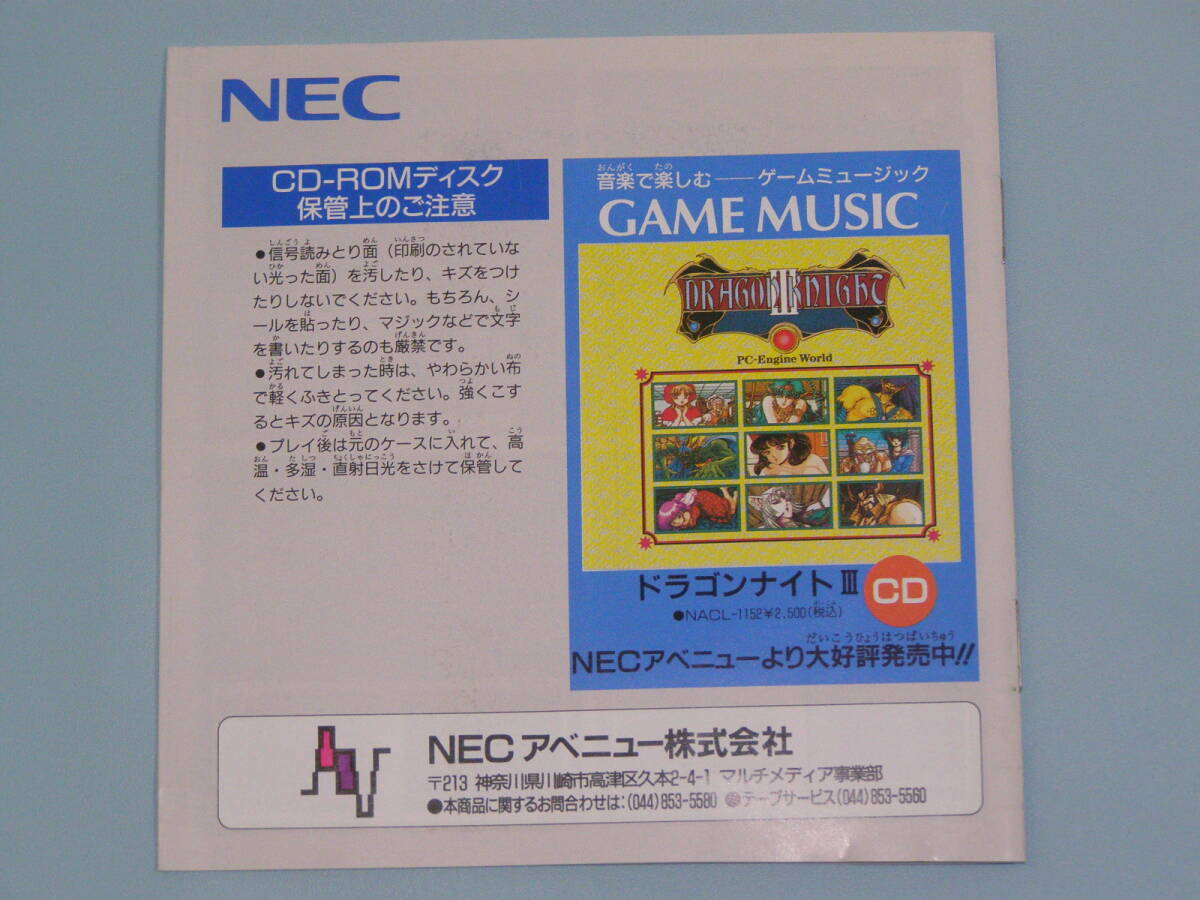 NEC
CD-ROMディスク
保管上のご注意
●信号読みとり面（印刷のされていな
い光った面）を汚したり、キズをつけ
たりしないでください。もちろん、シ
ールを貼ったり、マジックなどで文字
を書いたりするのも厳禁です。
●汚れてしまった時は、やわらかい布
で軽くふきとってください。強くこす
るとキズの原因となります。
●プレイ後は元のケースに入れて、高
温・多湿・直射日光をさけて保管して
ください。
音楽で楽しむ――ゲームミュージック
GAME MUSIC
DRAGON KNIGHT
III
PC-Engine World
ドラゴンナイトⅢ
CD
●NACL-1152¥2,500(税込)
NECアベニューより大好評発売中!!
NECアベニュー株式会社
〒213 神奈川県川崎市高津区久本2-4-1 マルチメディア事業部
●本商品に関するお問合わせは:(044)853-5580 ●テープサービス(044)853-5560